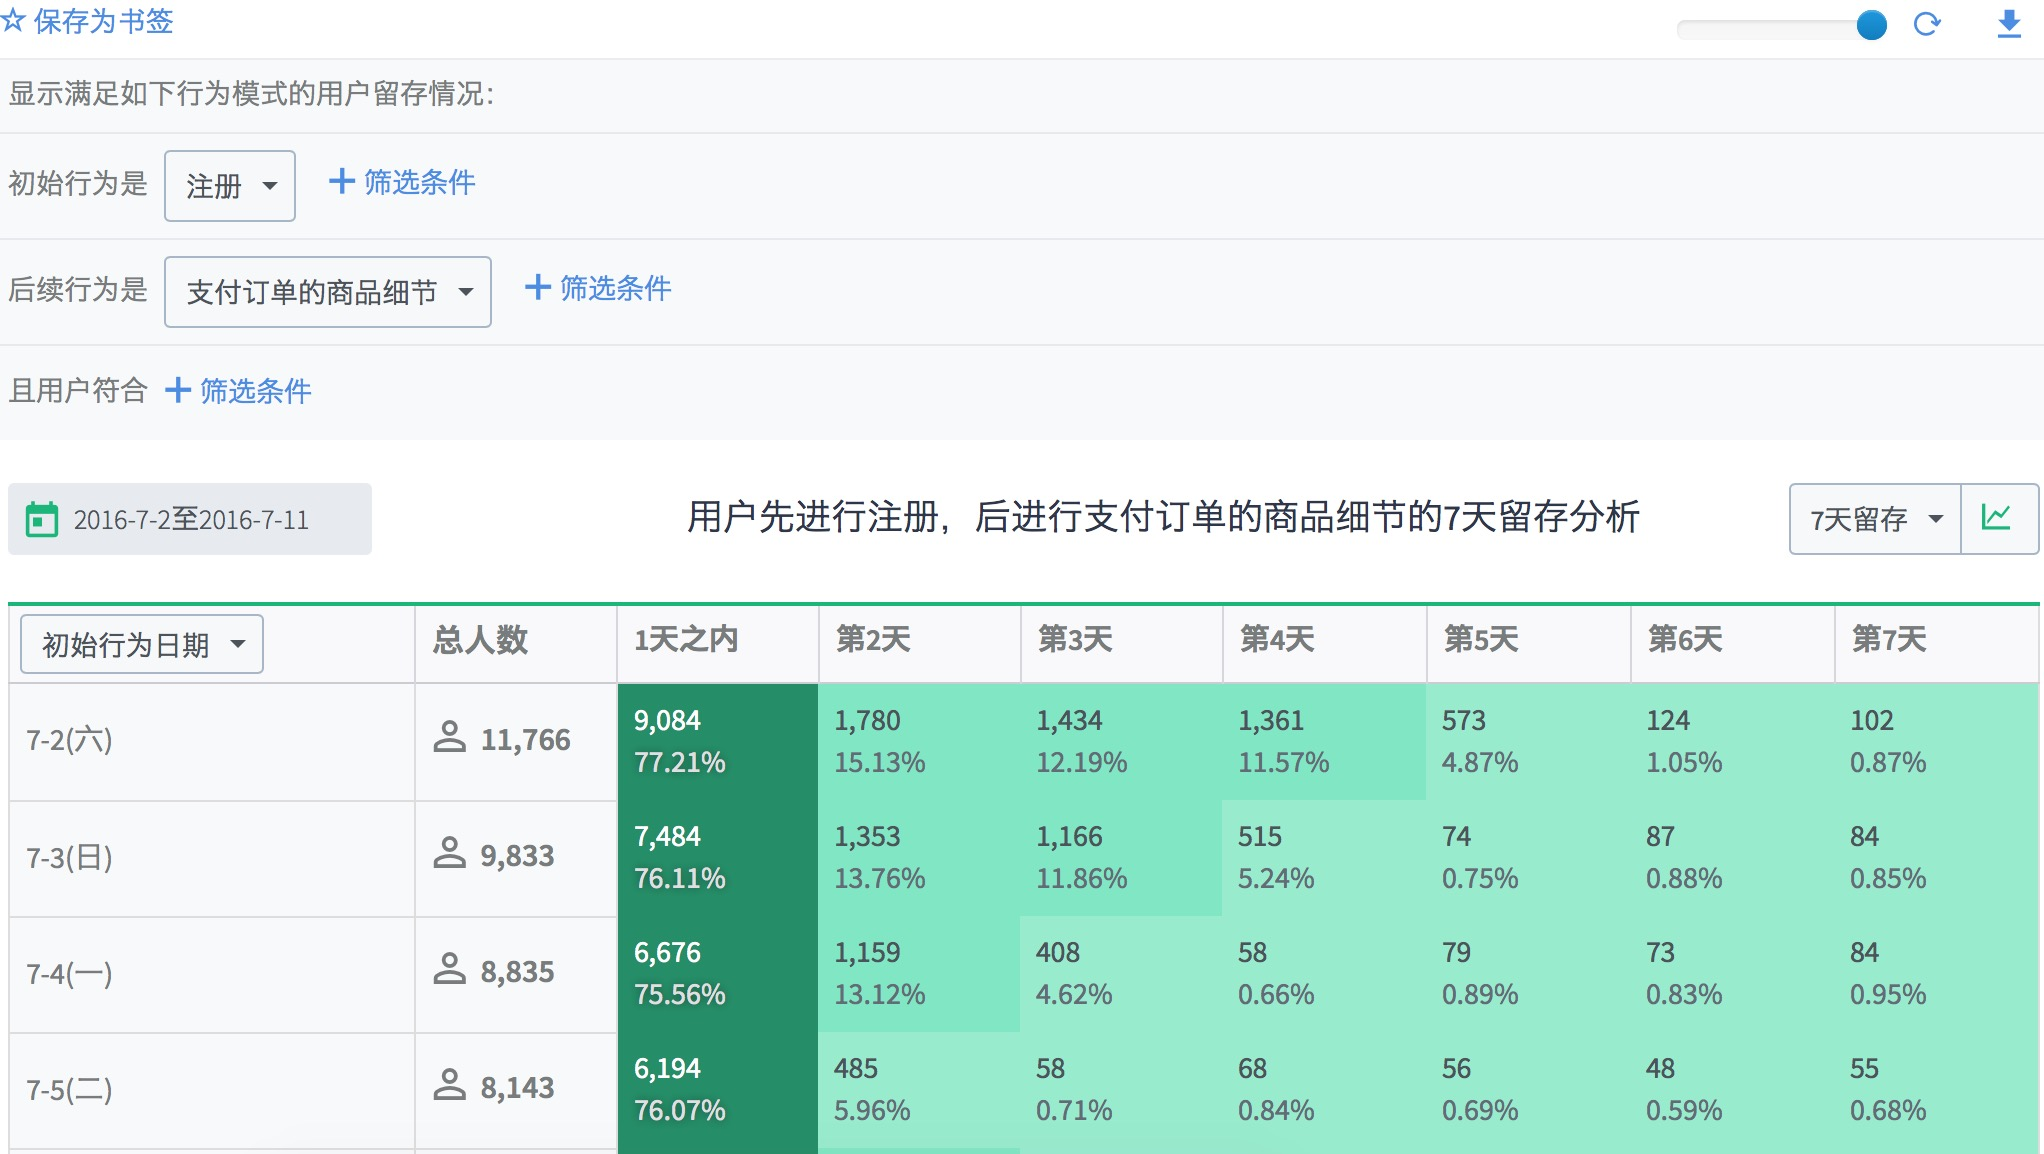 保存为书签
显示满足如下行为模式的用户留存情况：
初始行为是 注册 筛选条件
后续行为是 支付订单的商品细节 筛选条件
且用户符合 筛选条件
2016-7-2至2016-7-11 用户先进行注册，后进行支付订单的商品细节的7天留存分析 7天留存
初始行为日期 总人数 1天之内 第2天 第3天 第4天 第5天 第6天 第7天
9,084 1,780 1,434 1,361 573 124 102
7-2(六) 11,766
77.21% 15.13% 12.19% 11.57% 4.87% 1.05% 0.87%
7,484 1,353 1,166 515 74 87 84
7-3(日) 9,833
76.11% 13.76% 11.86% 5.24% 0.75% 0.88% 0.85%
6,676 1,159 408 58 79 73 84
7-4(一) 8,835
75.56% 13.12% 4.62% 0.66% 0.89% 0.83% 0.95%
6,194 485 58 68 56 48 55
7-5(二) 8,143
76.07% 5.96% 0.71% 0.84% 0.69% 0.59% 0.68%